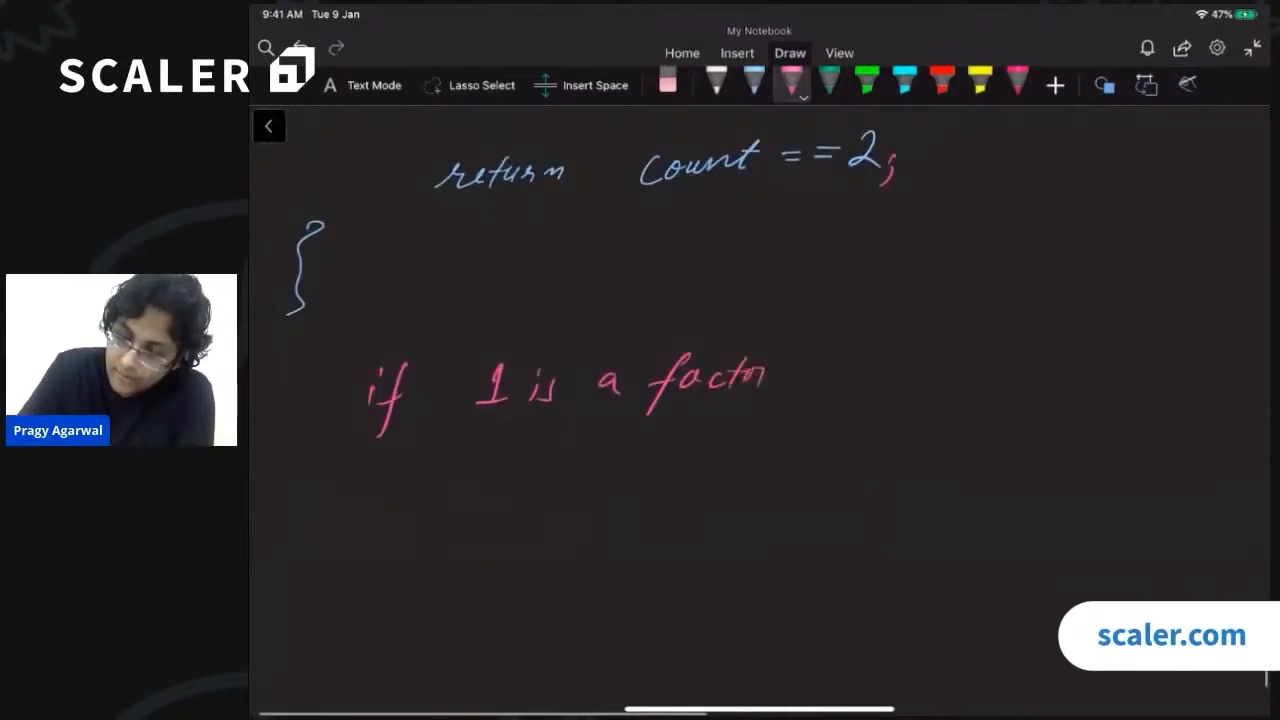 9:41 AM Tue 9 Jan
47%
My Notebook
Home Insert Draw View
SCALER
A Text Mode Lasso Select Insert Space
return count == 2;
}
if 1 is a factor
Pragy Agarwal
scaler.com